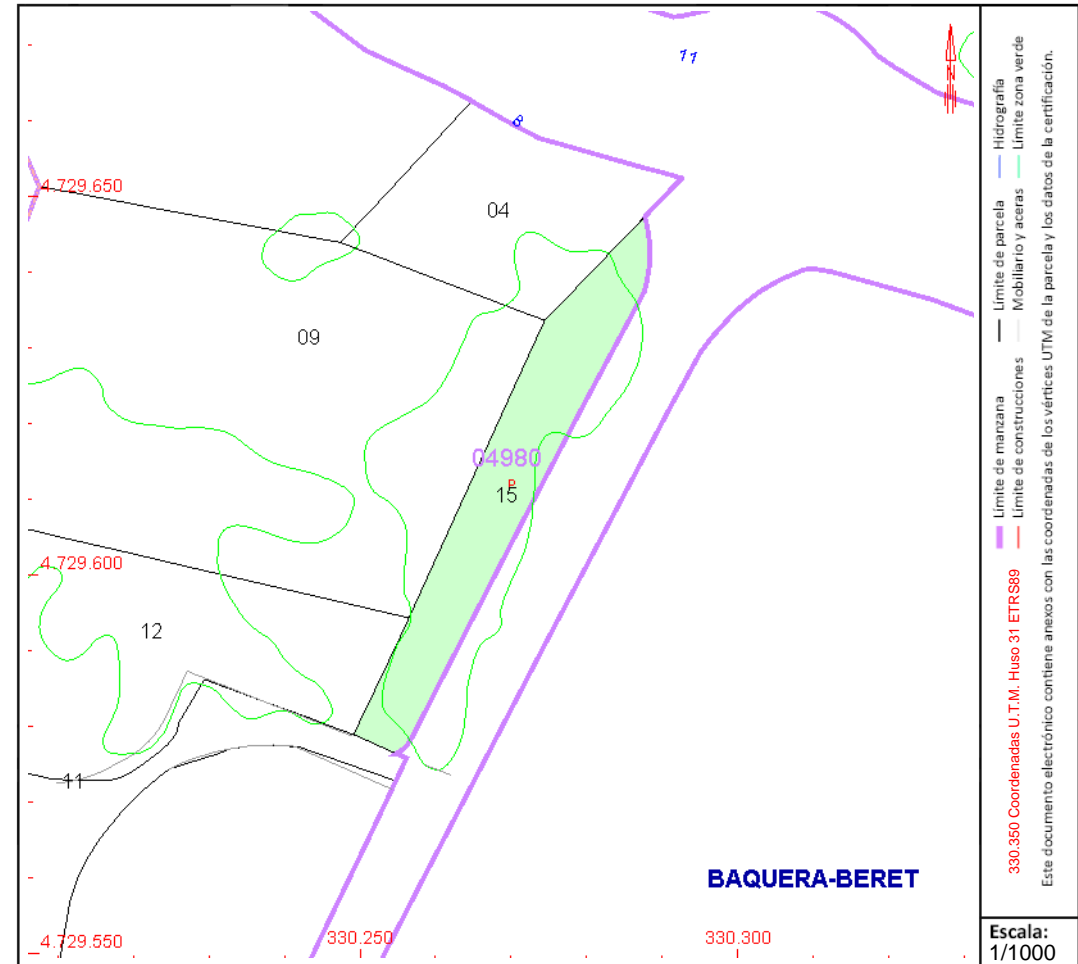 11
8
4.729.650
04
09
04980
P
15
4.729.600
12
11
BAQUERA-BERET
4.729.550
330.250
330.300
N
330.350 Coordenadas U.T.M. Huso 31 ETRS89
Límite de manzana
Límite de parcela
Hidrografía
Límite de construcciones
Mobiliario y aceras
Límite zona verde
Este documento electrónico contiene anexos con las coordenadas de los vértices UTM de la parcela y los datos de la certificación.
Escala:
1/1000